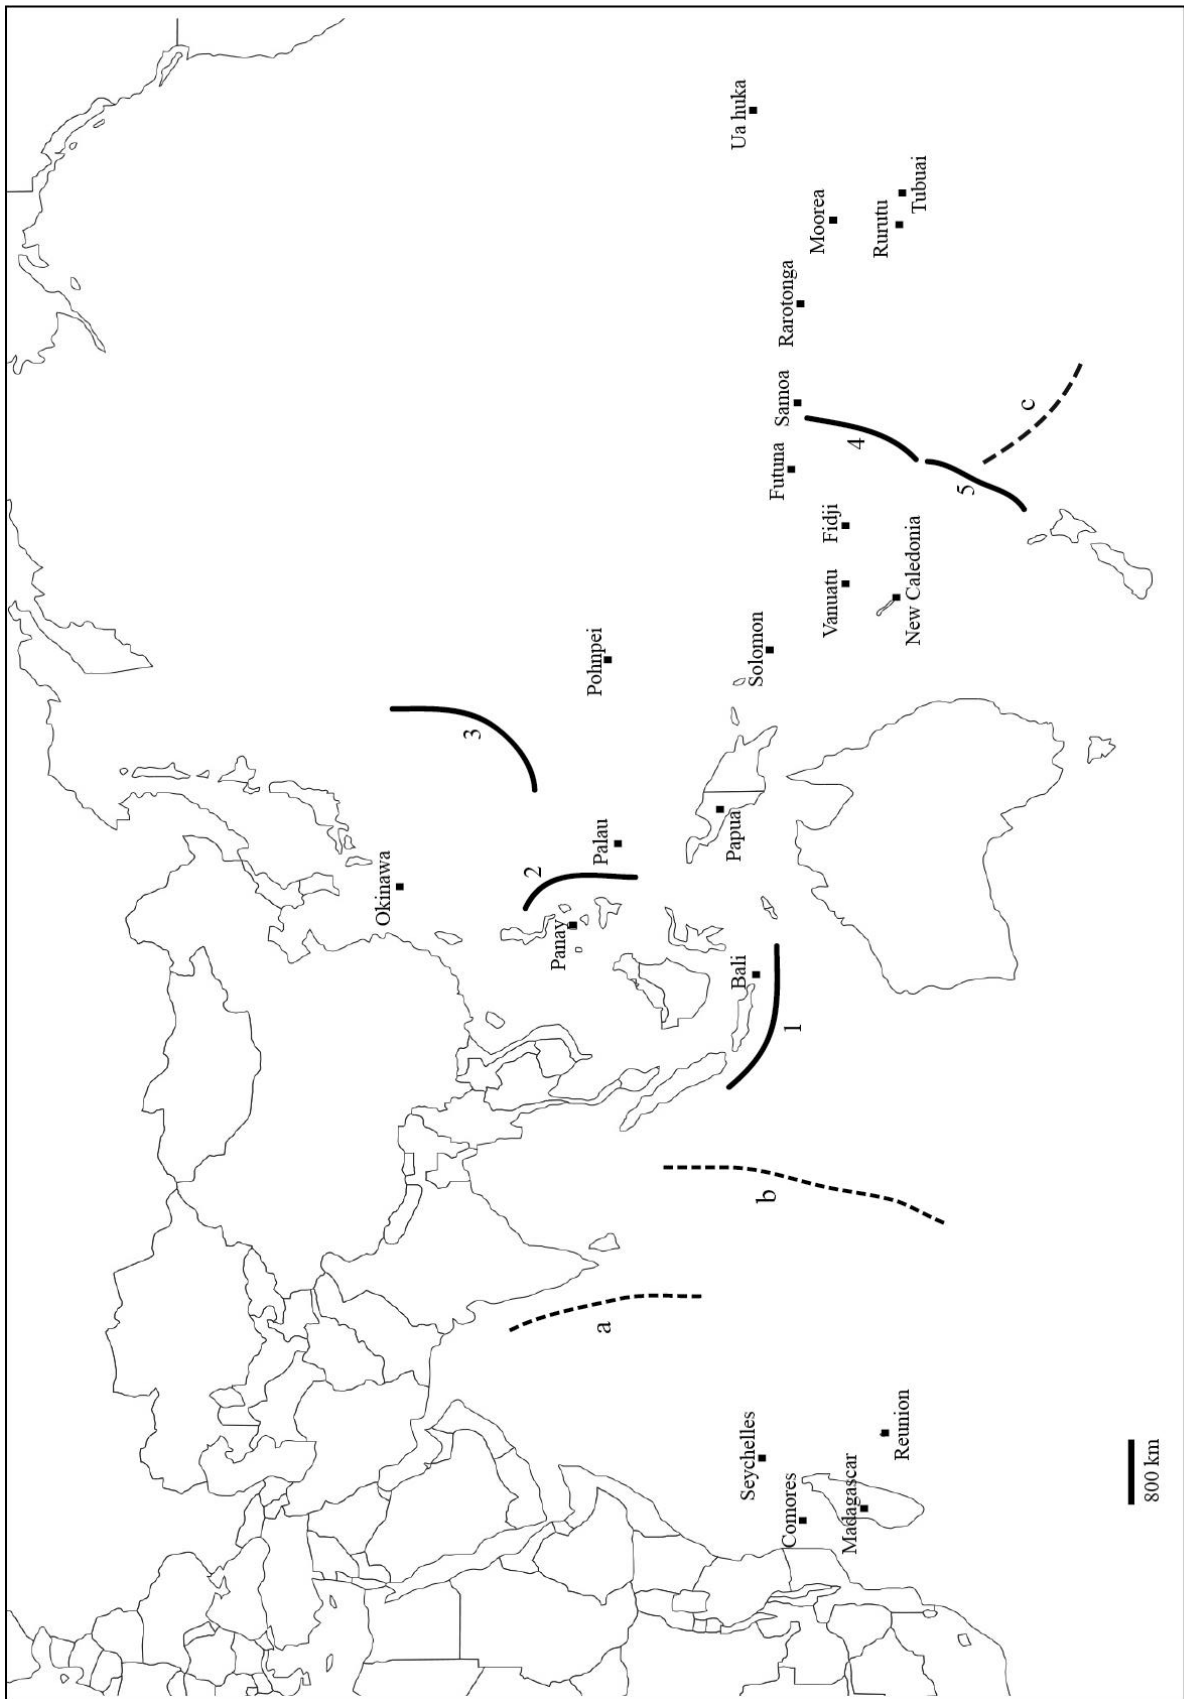 Ua huka
Tubuai
Moorea
Rurutu
Rarotonga
Samoa
c
4
Futuna
5
Fidji
New Caledonia
Vanuatu
Pohnpei
Solomon
3
Palau
Papua
2
Okinawa
Panay
Bali
1
b
a
Seychelles
Reunion
Comores
Madagascar
800 km